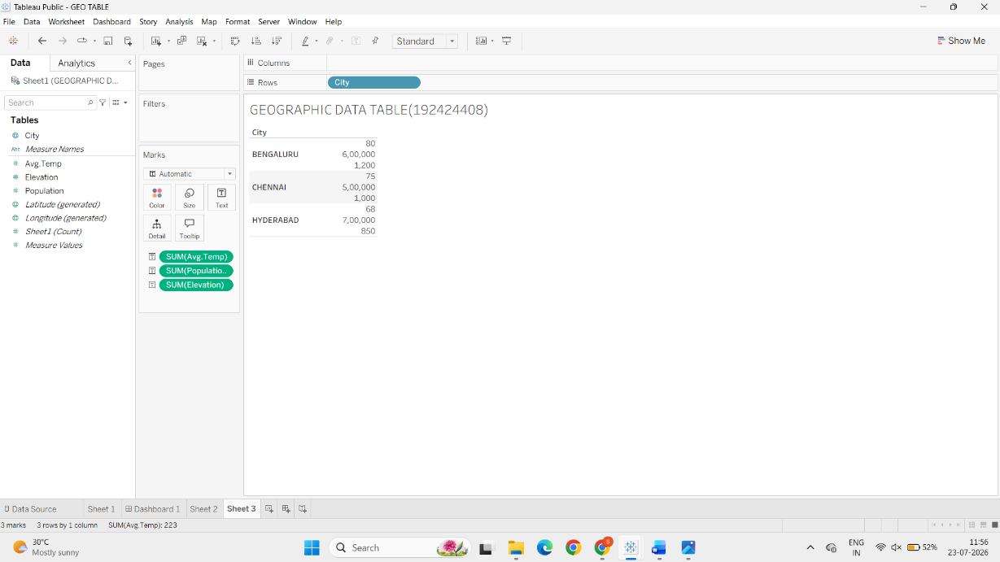 Tableau Public - GEO TABLE
File Data Worksheet Dashboard Story Analysis Map Format Server Window Help
Standard
Show Me
Data Analytics
Sheet1 (GEOGRAPHIC D...
Search
Tables
City
Abc Measure Names
Avg.Temp
Elevation
Population
Latitude (generated)
Longitude (generated)
Sheet1 (Count)
Measure Values
Pages
Filters
Marks
Automatic
Color Size Text
Detail Tooltip
SUM(Avg.Temp)
SUM(Populatio..
SUM(Elevation)
Columns
Rows City
GEOGRAPHIC DATA TABLE(192424408)
City
80
BENGALURU 6,00,000
1,200
75
CHENNAI 5,00,000
1,000
68
HYDERABAD 7,00,000
850
Data Source Sheet 1 Dashboard 1 Sheet 2 Sheet 3
3 marks 3 rows by 1 column SUM(Avg.Temp): 223
30°C
Mostly sunny
Search
ENG
IN
52%
11:56
23-07-2026